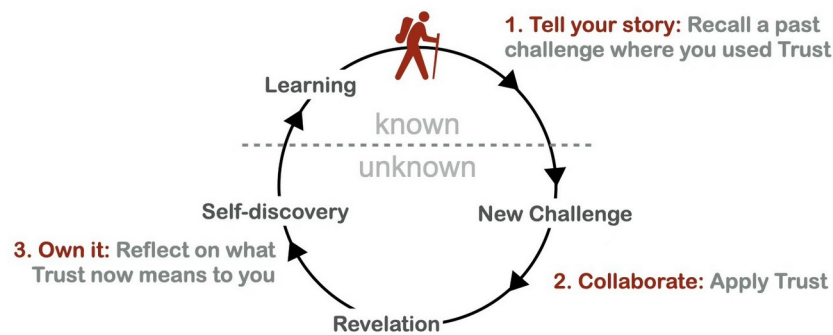 1. Tell your story: Recall a past
challenge where you used Trust
Learning
known
unknown
Self-discovery
New Challenge
3. Own it: Reflect on what
Trust now means to you
2. Collaborate: Apply Trust
Revelation